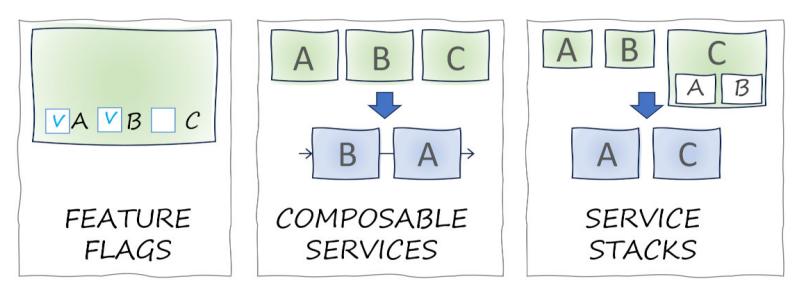 V A V B C
FEATURE
FLAGS
A B C
B A
COMPOSABLE
SERVICES
A B C
A B
A C
SERVICE
STACKS